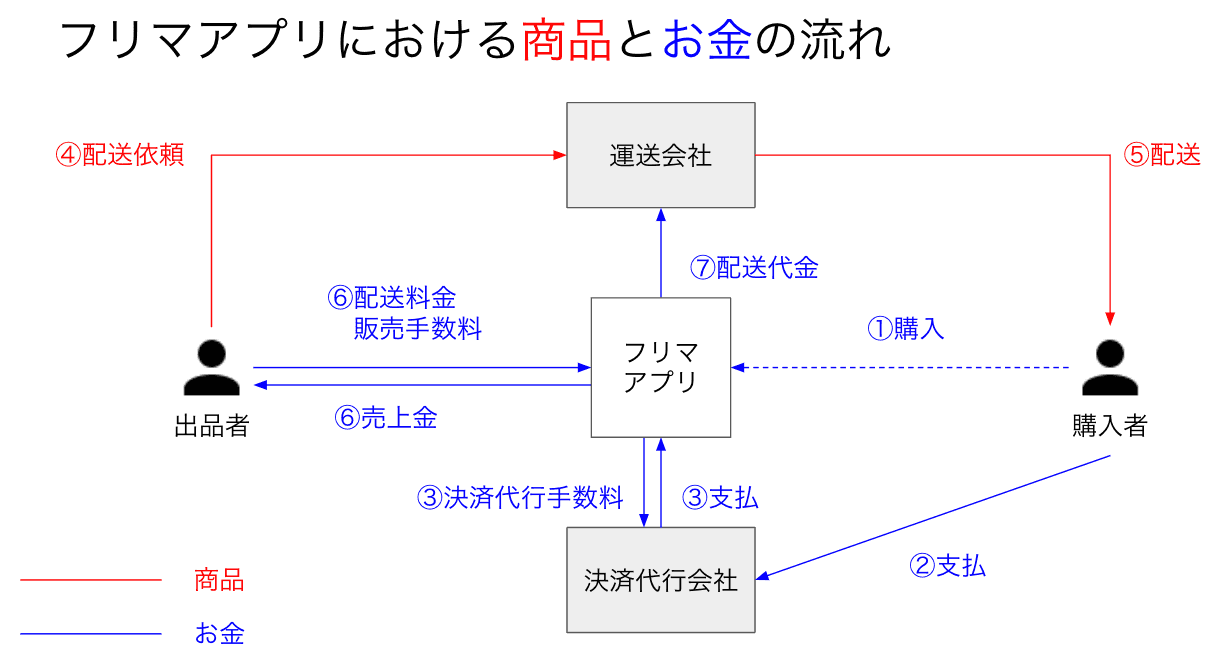 フリマアプリにおける商品とお金の流れ
④配送依頼
運送会社
⑤配送
⑦配送代金
⑥配送料金
販売手数料
①購入
フリマ
アプリ
出品者
⑥売上金
購入者
③決済代行手数料
③支払
②支払
決済代行会社
商品
お金